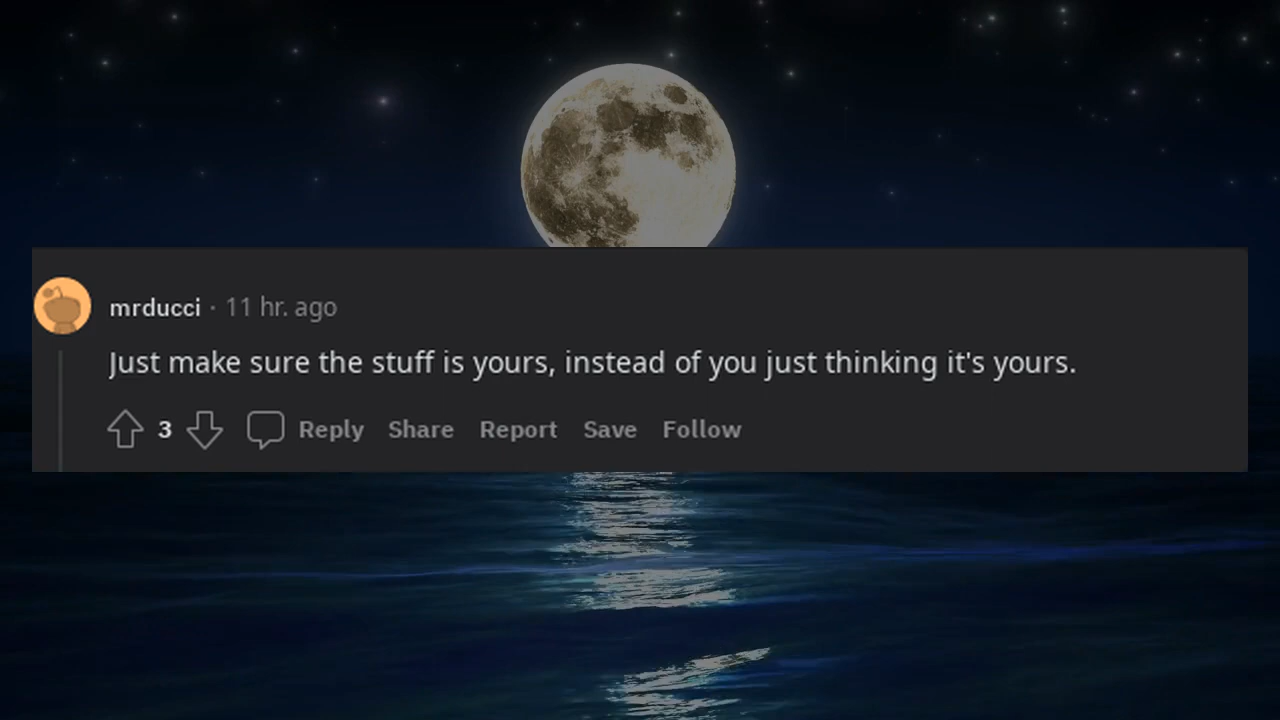 mrducci · 11 hr. ago
Just make sure the stuff is yours, instead of you just thinking it's yours.
3 Reply Share Report Save Follow